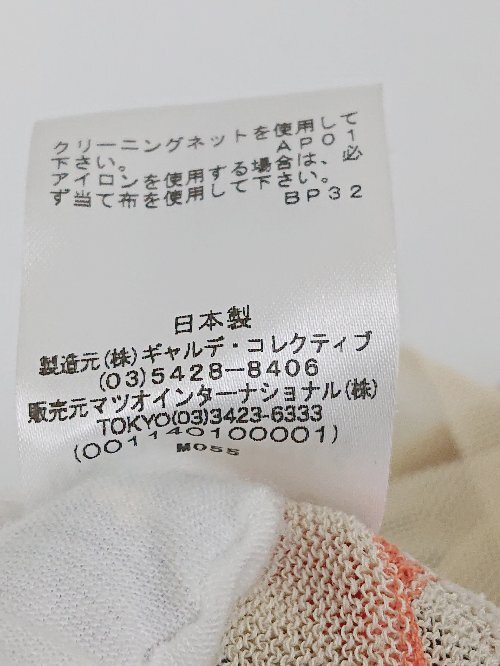 クリーニングネットを使用して
下さい。 AP01
アイロンを使用する場合は、必
ず当て布を使用して下さい。
BP32
日本製
製造元(株)ギャルデ・コレクティブ
(03)5428-8406
販売元マツオインターナショナル(株)
TOKYO(03)3423-6333
(001140100001)
M055